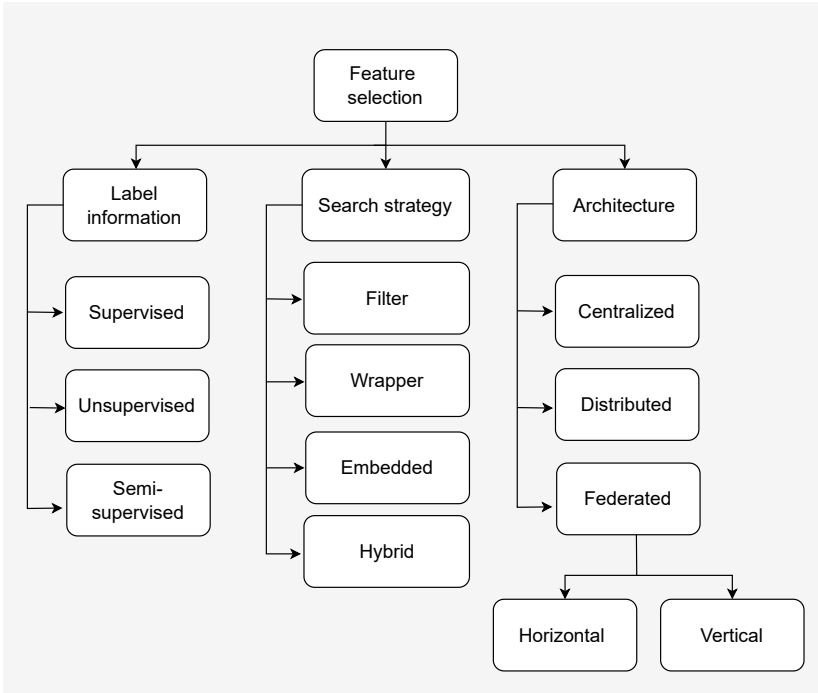 Feature
selection
Label
information
Search strategy
Architecture
Supervised
Unsupervised
Semi-
supervised
Filter
Wrapper
Embedded
Hybrid
Centralized
Distributed
Federated
Horizontal
Vertical